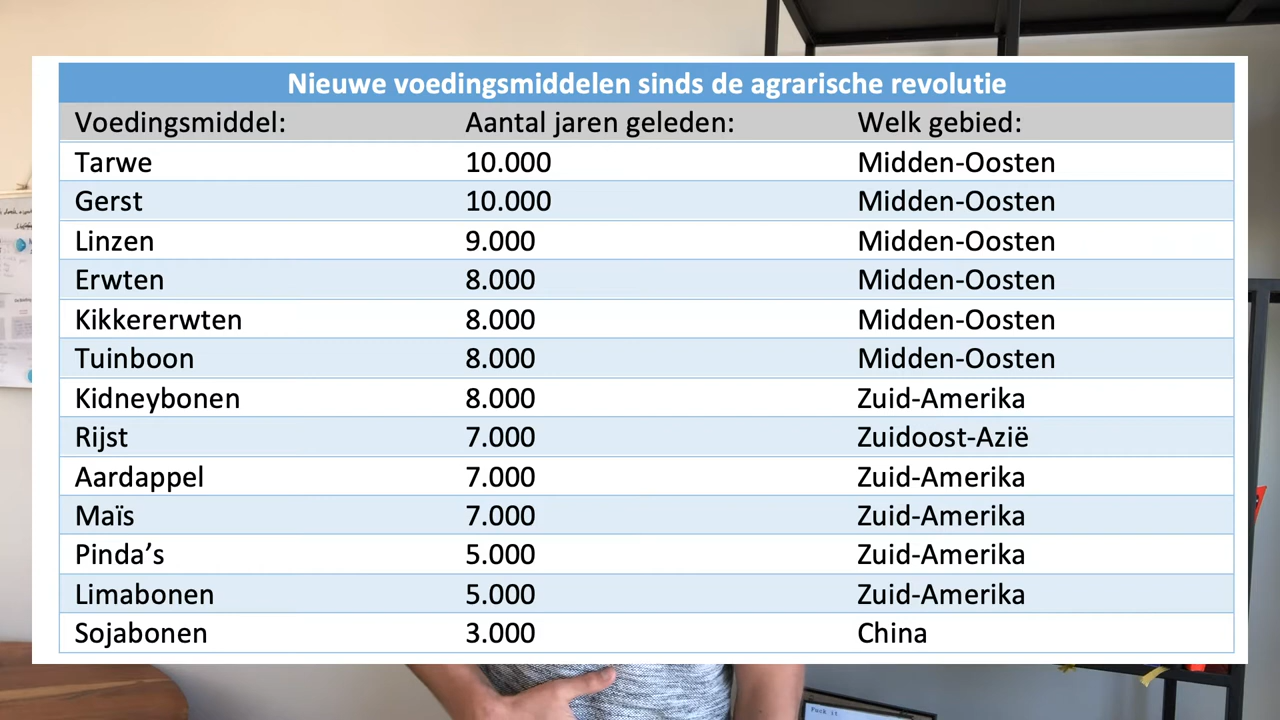 Nieuwe voedingsmiddelen sinds de agrarische revolutie
Voedingsmiddel: Aantal jaren geleden: Welk gebied:
Tarwe 10.000 Midden-Oosten
Gerst 10.000 Midden-Oosten
Linzen 9.000 Midden-Oosten
Erwten 8.000 Midden-Oosten
Kikkererwten 8.000 Midden-Oosten
Tuinboon 8.000 Midden-Oosten
Kidneybonen 8.000 Zuid-Amerika
Rijst 7.000 Zuidoost-Azië
Aardappel 7.000 Zuid-Amerika
Maïs 7.000 Zuid-Amerika
Pinda’s 5.000 Zuid-Amerika
Limabonen 5.000 Zuid-Amerika
Sojabonen 3.000 China
Fuck it